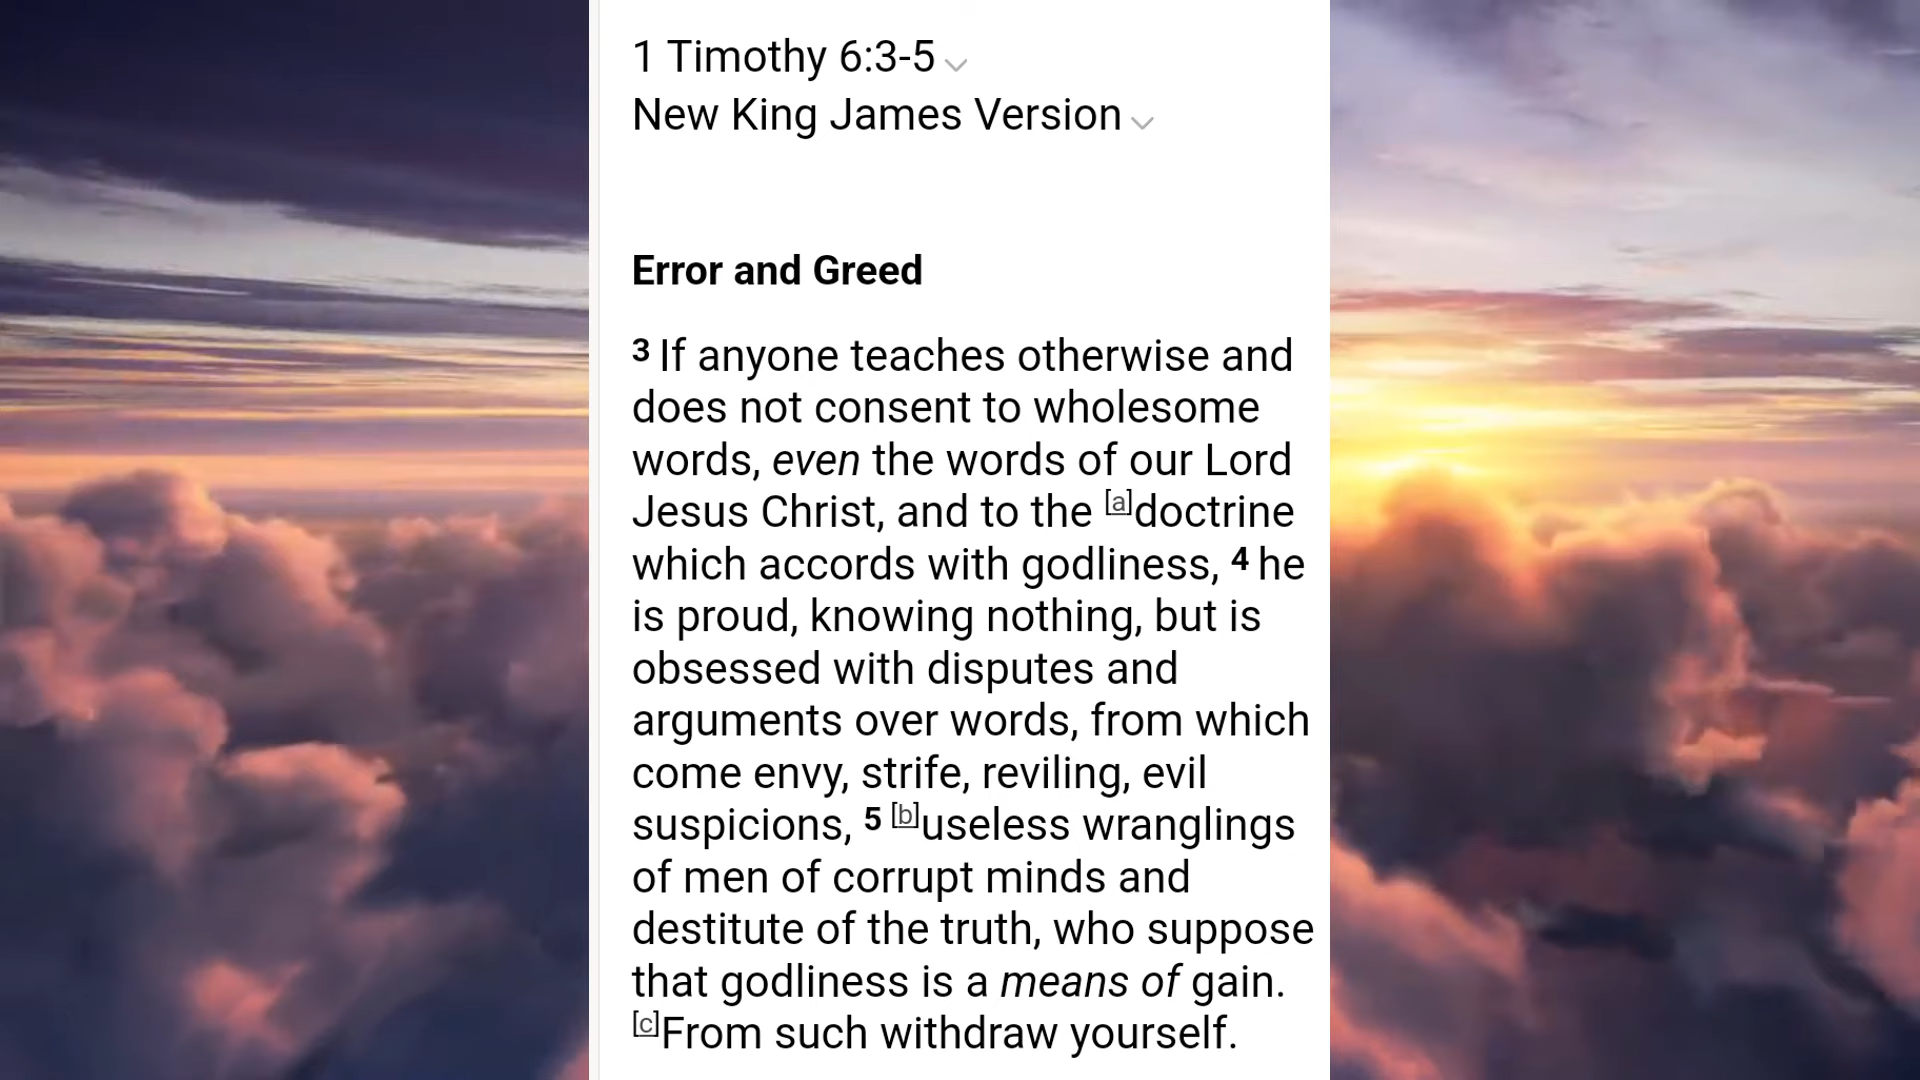 1 Timothy 6:3-5
New King James Version
Error and Greed
3 If anyone teaches otherwise and
does not consent to wholesome
words, even the words of our Lord
Jesus Christ, and to the [a]doctrine
which accords with godliness, 4 he
is proud, knowing nothing, but is
obsessed with disputes and
arguments over words, from which
come envy, strife, reviling, evil
suspicions, 5 [b]useless wranglings
of men of corrupt minds and
destitute of the truth, who suppose
that godliness is a means of gain.
[c]From such withdraw yourself.